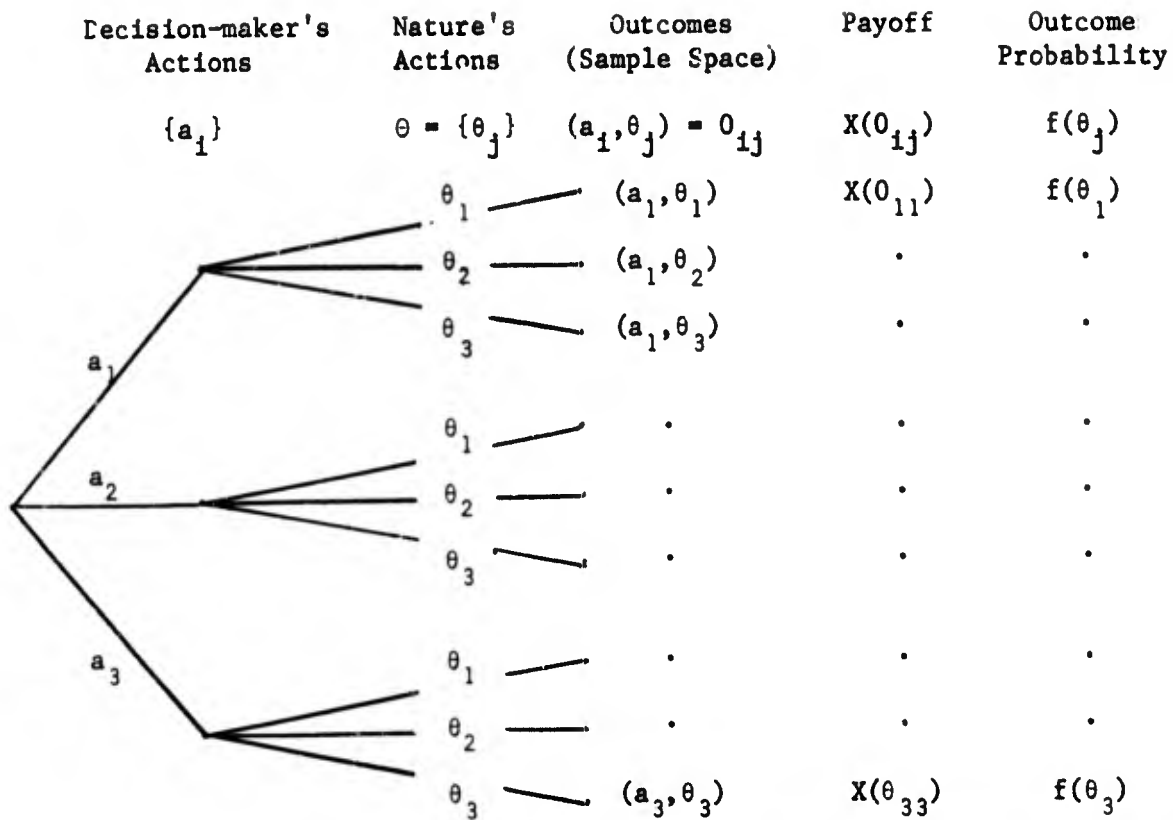 Decision-maker's Nature's Outcomes Payoff Outcome
Actions Actions (Sample Space) Probability
{a_i} Θ = {θ_j} (a_i,θ_j) = O_ij X(O_ij) f(θ_j)
θ_1 (a_1,θ_1) X(O_11) f(θ_1)
θ_2 (a_1,θ_2) . .
θ_3 (a_1,θ_3) . .
a_1
θ_1 . . .
a_2 θ_2 . . .
θ_3 . . .
a_3 θ_1 . . .
θ_2 . . .
θ_3 (a_3,θ_3) X(θ_33) f(θ_3)